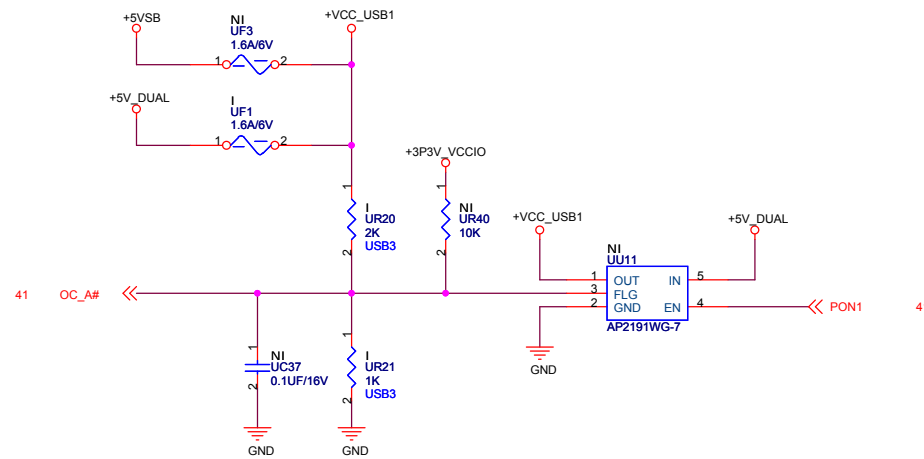 +5VSB
NI
UF3
1.6A/6V
1
2
+VCC_USB1
+5V_DUAL
I
UF1
1.6A/6V
1
2
+3P3V_VCCIO
1
I
UR20
2K
USB3
2
1
NI
UR40
10K
2
+VCC_USB1
+5V_DUAL
NI
UU11
1 OUT IN 5
3 FLG
2 GND EN 4
AP2191WG-7
GND
PON1 4
41 OC_A#
1
NI
UC37
0.1UF/16V
2
GND
1
I
UR21
1K
USB3
2
GND